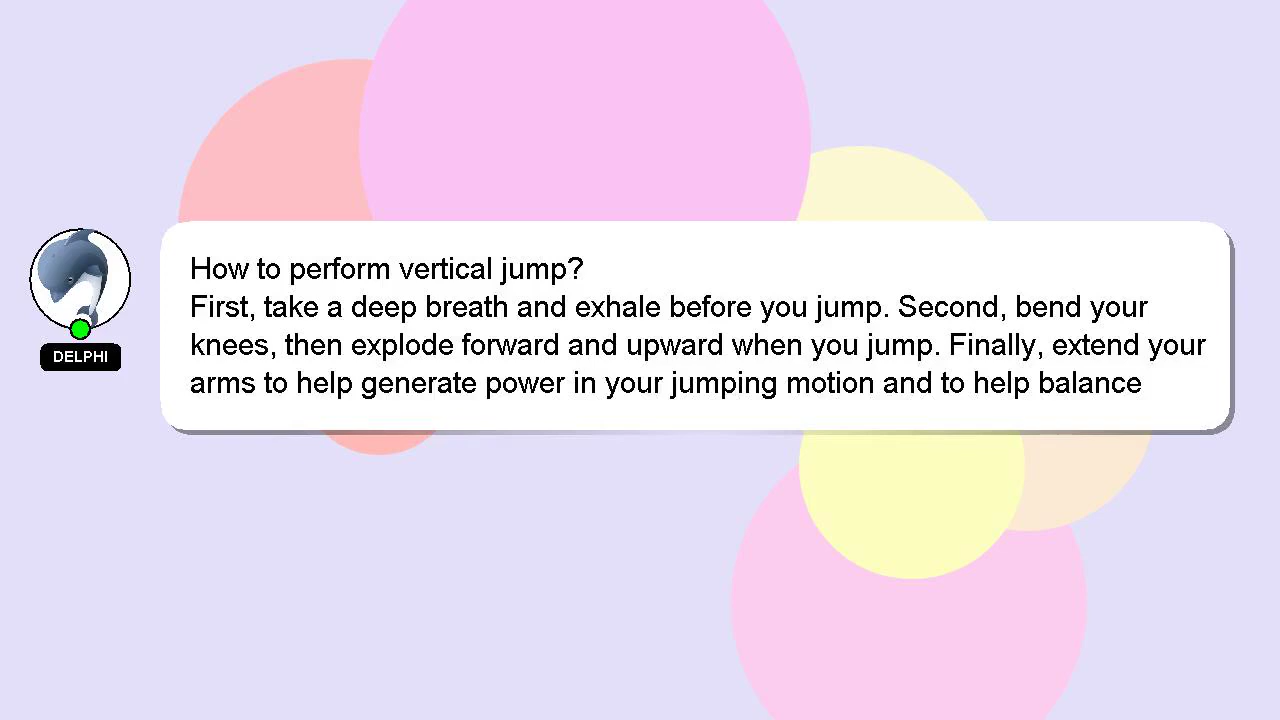 How to perform vertical jump?
First, take a deep breath and exhale before you jump. Second, bend your
knees, then explode forward and upward when you jump. Finally, extend your
arms to help generate power in your jumping motion and to help balance
DELPHI